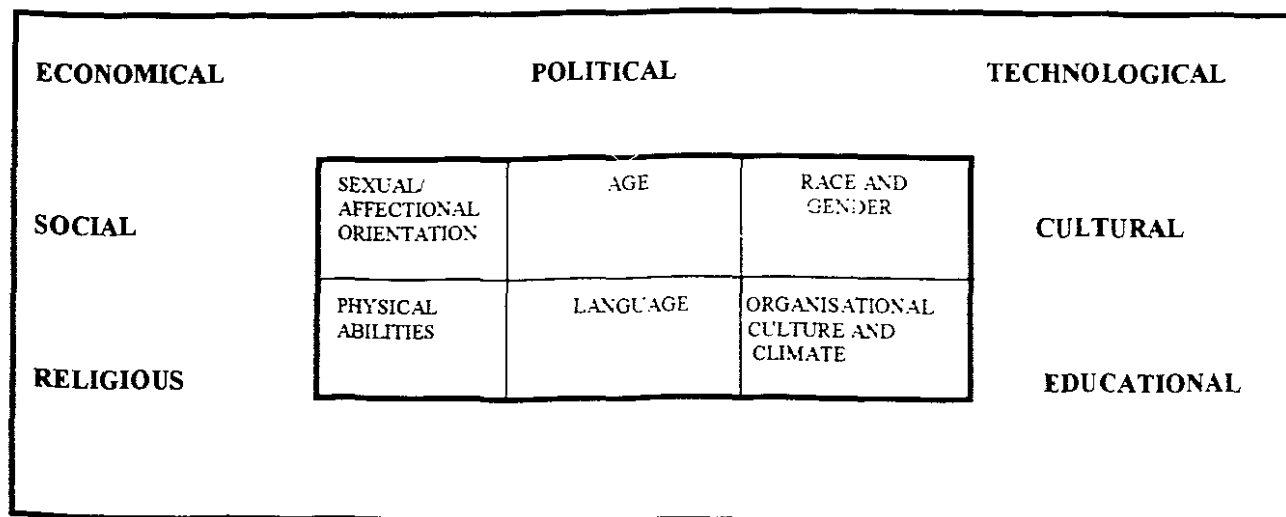 ECONOMICAL POLITICAL TECHNOLOGICAL
SEXUAL/
AFFECTIONAL
ORIENTATION
AGE
RACE AND
GENDER
SOCIAL
CULTURAL
PHYSICAL
ABILITIES
LANGUAGE
ORGANISATIONAL
CULTURE AND
CLIMATE
RELIGIOUS
EDUCATIONAL